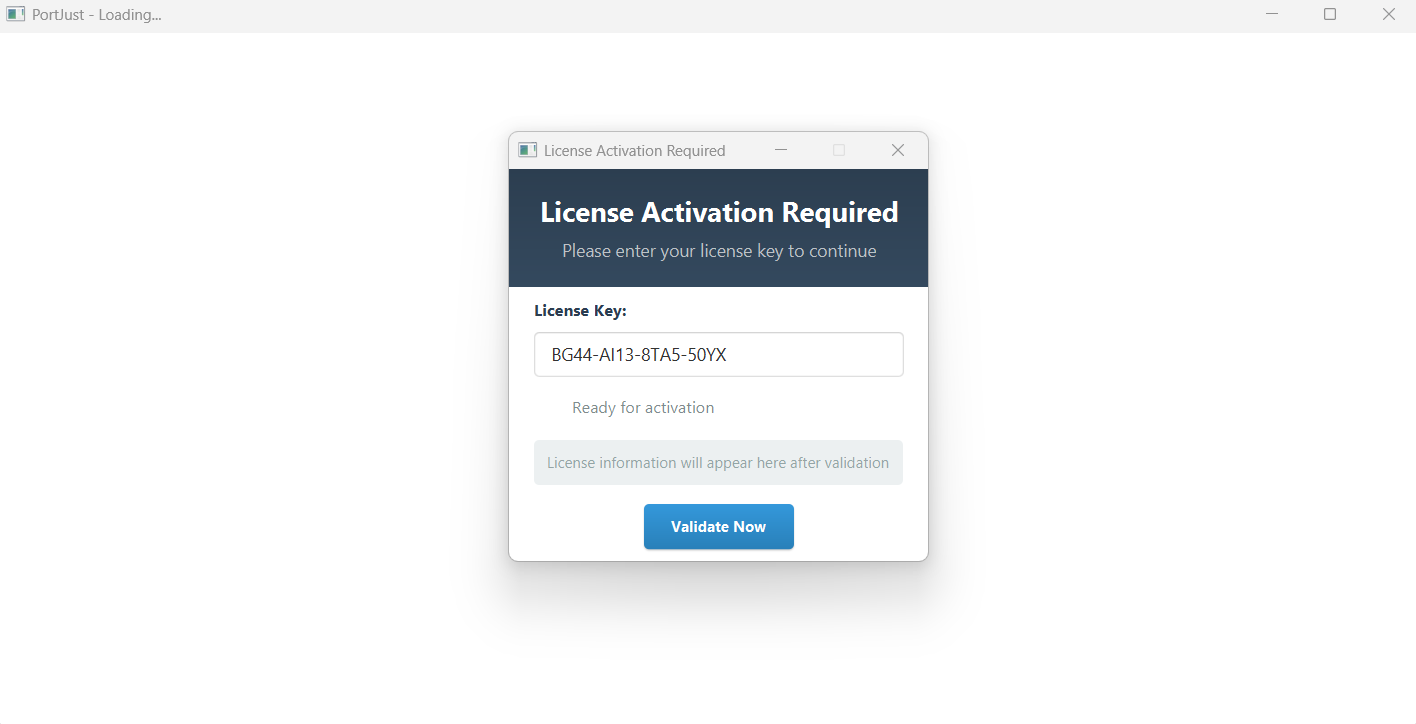 PortJust - Loading...
License Activation Required
License Activation Required
Please enter your license key to continue
License Key:
BG44-AI13-8TA5-50YX
Ready for activation
License information will appear here after validation
Validate Now